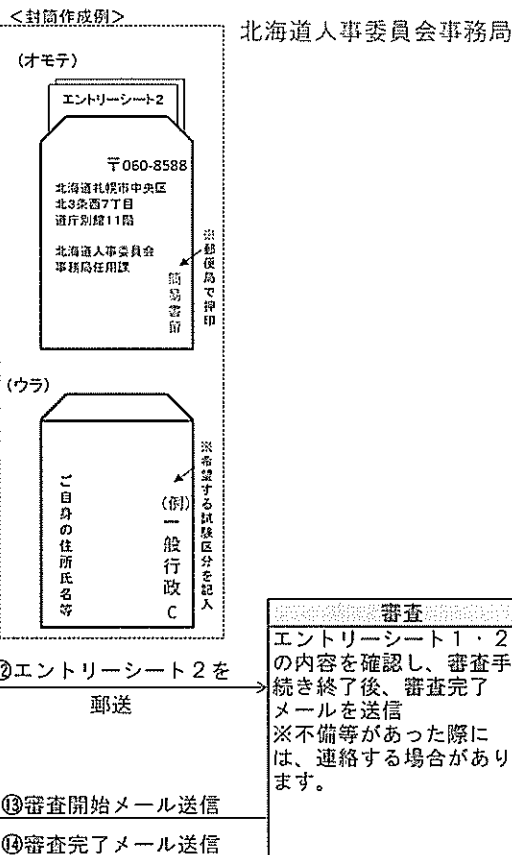 <封筒作成例>
北海道人事委員会事務局
(オモテ)
エントリーシート2
〒060-8588
北海道札幌市中央区
北3条西7丁目
道庁別館11階
北海道人事委員会
事務局任用課
簡易書留
※郵便局で押印
(ウラ)
ご自身の住所氏名等
(例)一般行政C
※希望する試験区分を記入
審査
エントリーシート1・2
の内容を確認し、審査手
続き終了後、審査完了
メールを送信
※不備等があった際に
は、連絡する場合があり
ます。
⑫エントリーシート2を
郵送
⑬審査開始メール送信
⑭審査完了メール送信